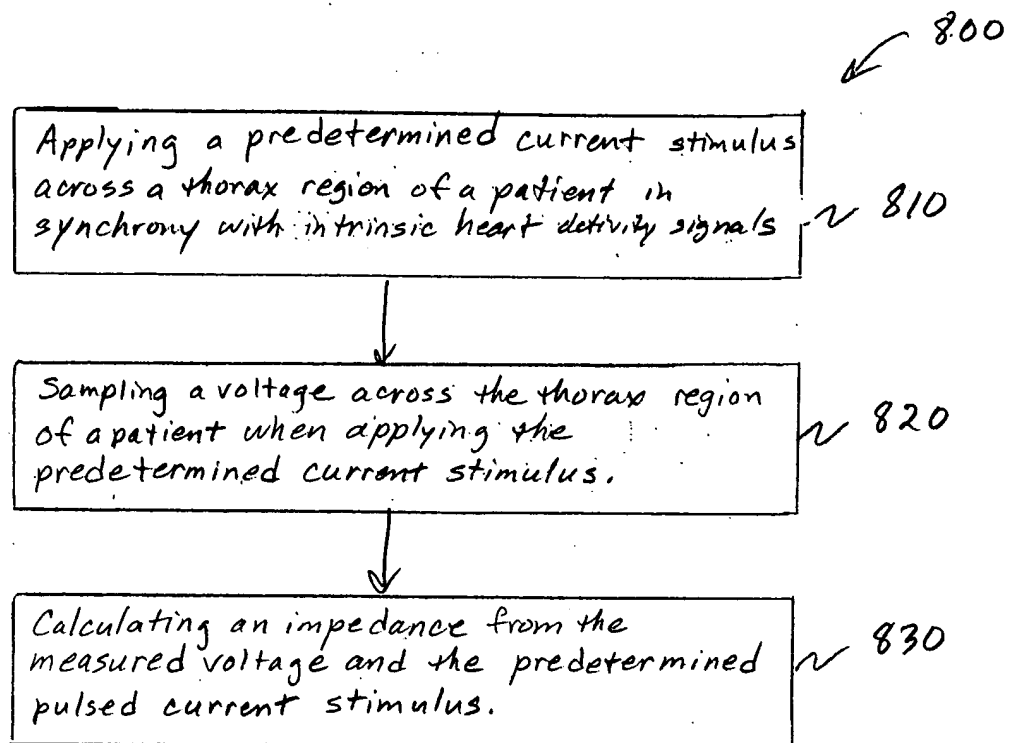 800
Applying a predetermined current stimulus
across a thorax region of a patient in
synchrony with intrinsic heart activity signals
810
Sampling a voltage across the thorax region
of a patient when applying the
predetermined current stimulus.
820
Calculating an impedance from the
measured voltage and the predetermined
pulsed current stimulus.
830